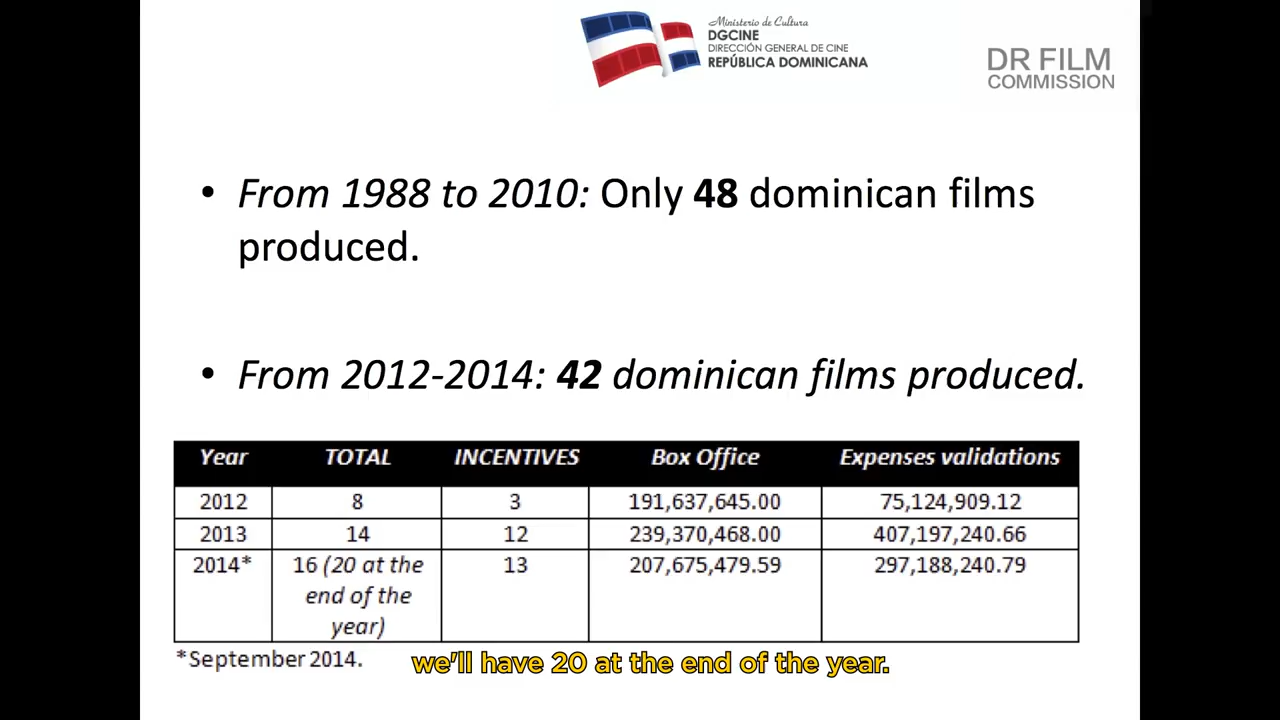 Ministerio de Cultura
DGCINE
DIRECCIÓN GENERAL DE CINE
REPÚBLICA DOMINICANA
DR FILM
COMMISSION
• From 1988 to 2010: Only 48 dominican films
produced.
• From 2012-2014: 42 dominican films produced.
Year TOTAL INCENTIVES Box Office Expenses validations
2012 8 3 191,637,645.00 75,124,909.12
2013 14 12 239,370,468.00 407,197,240.66
2014* 16 (20 at the 13 207,675,479.59 297,188,240.79
end of the
year)
*September 2014.
we'll have 20 at the end of the year.